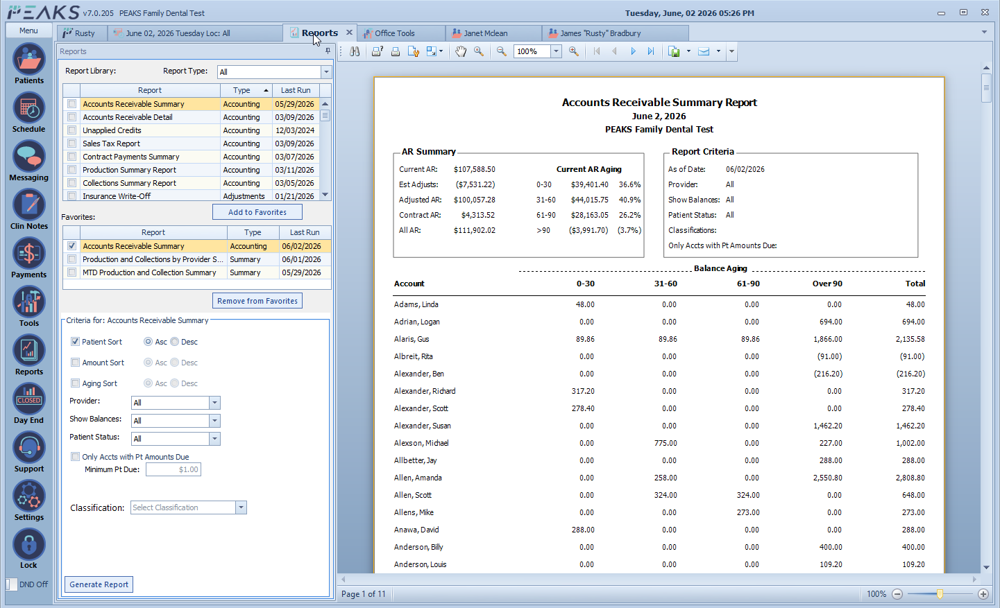 PEAKS v7.0.205 PEAKS Family Dental Test Tuesday, June, 02 2026 05:26 PM
Menu
Rusty June 02, 2026 Tuesday Loc: All Reports Office Tools Janet Mclean James "Rusty" Bradbury
Patients
Schedule
Messaging
Clin Notes
Payments
Tools
Reports
Day End
CLOSED
Support
Settings
Lock
DND Off
Reports
Report Library: Report Type: All
Report Type Last Run
Accounts Receivable Summary Accounting 05/29/2026
Accounts Receivable Detail Accounting 03/09/2026
Unapplied Credits Accounting 12/03/2024
Sales Tax Report Accounting 03/09/2026
Contract Payments Summary Accounting 03/07/2026
Production Summary Report Accounting 03/11/2026
Collections Summary Report Accounting 03/05/2026
Insurance Write-Off Adjustments 01/21/2026
Add to Favorites
Favorites:
Report Type Last Run
Accounts Receivable Summary Accounting 06/02/2026
Production and Collections by Provider S... Summary 06/01/2026
MTD Production and Collection Summary Summary 05/29/2026
Remove from Favorites
Criteria for: Accounts Receivable Summary
Patient Sort Asc Desc
Amount Sort Asc Desc
Aging Sort Asc Desc
Provider: All
Show Balances: All
Patient Status: All
Only Accts with Pt Amounts Due
Minimum Pt Due: $1.00
Classification: Select Classification
Generate Report
100%
Accounts Receivable Summary Report
June 2, 2026
PEAKS Family Dental Test
AR Summary
Current AR: $107,588.50 Current AR Aging
Est Adjusts: ($7,531.22) 0-30 $39,401.40 36.6%
Adjusted AR: $100,057.28 31-60 $44,015.75 40.9%
Contract AR: $4,313.52 61-90 $28,163.05 26.2%
All AR: $111,902.02 >90 ($3,991.70) (3.7%)
Report Criteria
As of Date: 06/02/2026
Provider: All
Show Balances: All
Patient Status: All
Classifications:
Only Accts with Pt Amounts Due:
Balance Aging
Account 0-30 31-60 61-90 Over 90 Total
Adams, Linda 48.00 0.00 0.00 0.00 48.00
Adrian, Logan 0.00 0.00 0.00 694.00 694.00
Alaris, Gus 89.86 89.86 89.86 1,866.00 2,135.58
Albreit, Rita 0.00 0.00 0.00 (91.00) (91.00)
Alexander, Ben 0.00 0.00 0.00 (216.20) (216.20)
Alexander, Richard 317.20 0.00 0.00 0.00 317.20
Alexander, Scott 278.40 0.00 0.00 0.00 278.40
Alexander, Susan 0.00 0.00 0.00 1,462.20 1,462.20
Alexson, Michael 0.00 775.00 0.00 227.00 1,002.00
Allbetter, Jay 0.00 0.00 0.00 288.00 288.00
Allen, Amanda 0.00 258.00 0.00 2,550.80 2,808.80
Allen, Scott 0.00 324.00 324.00 0.00 648.00
Allens, Mike 0.00 0.00 273.00 0.00 273.00
Anawa, David 288.00 0.00 0.00 0.00 288.00
Anderson, Billy 0.00 0.00 0.00 400.00 400.00
Anderson, Louis 0.00 0.00 0.00 109.20 109.20
Page 1 of 11 100%